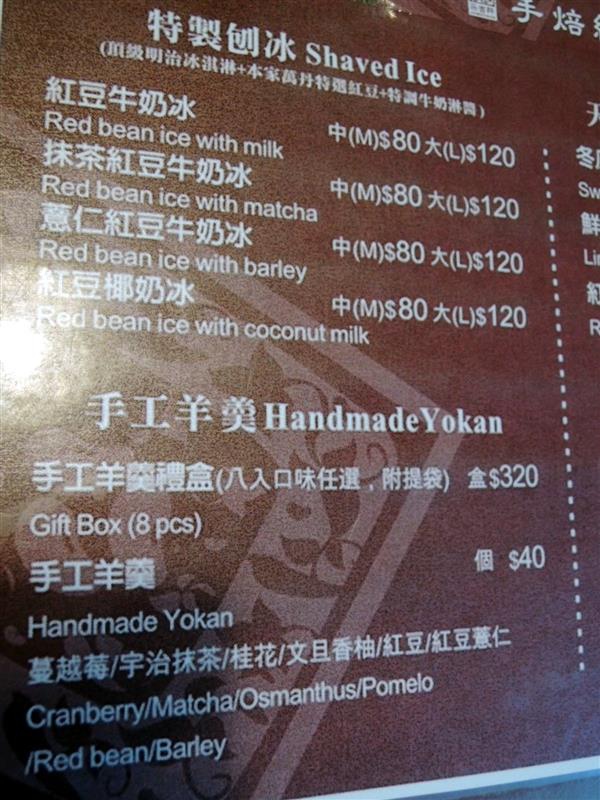 手焙
特製刨冰 Shaved Ice
(頂級明治冰淇淋+本家萬丹特選紅豆+特調牛奶淋醬)
紅豆牛奶冰
Red bean ice with milk 中(M)$80 大(L)$120
抹茶紅豆牛奶冰
Red bean ice with matcha 中(M)$80 大(L)$120
薏仁紅豆牛奶冰
Red bean ice with barley 中(M)$80 大(L)$120
紅豆椰奶冰
Red bean ice with coconut milk 中(M)$80 大(L)$120
手工羊羹 Handmade Yokan
手工羊羹禮盒(八入口味任選,附提袋) 盒$320
Gift Box (8 pcs)
手工羊羹 個 $40
Handmade Yokan
蔓越莓/宇治抹茶/桂花/文旦香柚/紅豆/紅豆薏仁
Cranberry/Matcha/Osmanthus/Pomelo
/Red bean/Barley